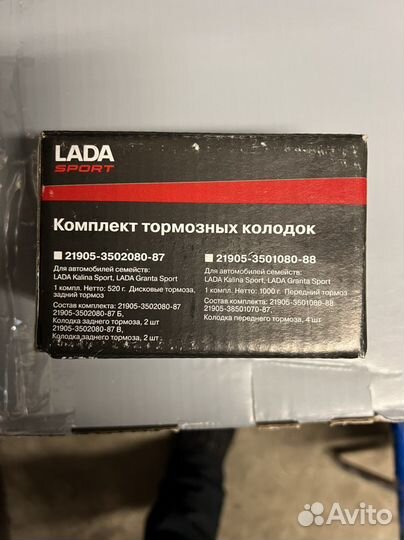 LADA
SPORT
Комплект тормозных колодок
21905-3502080-87
Для автомобилей семейств:
LADA Kalina Sport, LADA Granta Sport
1 компл. Нетто: 520 г. Дисковые тормоза,
задний тормоз
Состав комплекта: 21905-3502080-87
21905-3502080-87 Б,
Колодка заднего тормоза, 2 шт
21905-3502080-87 В,
Колодка заднего тормоза, 2 шт
21905-3501080-88
Для автомобилей семейств:
LADA Kalina Sport, LADA Granta Sport
1 компл. Нетто: 1000 г. Передний тормоз
Состав комплекта: 21905-3501080-88
21905-38501070-87,
Колодка переднего тормоза, 4 шт
Avito